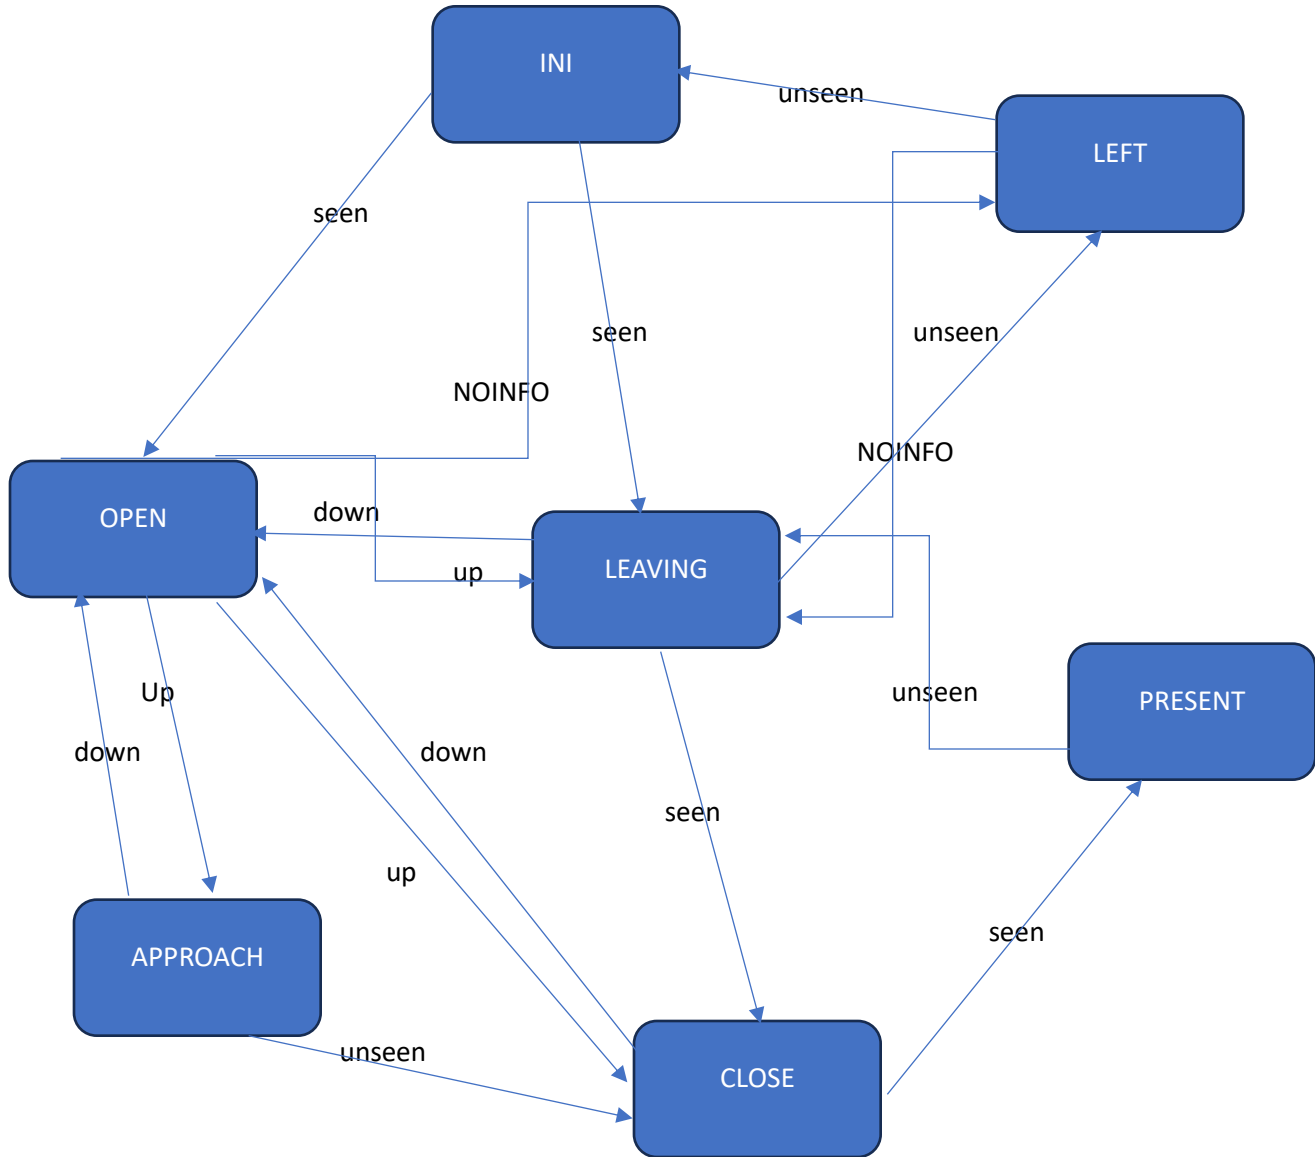 INI
unseen
LEFT
seen
seen
unseen
NOINFO
NOINFO
OPEN
down
LEAVING
up
Up
unseen
PRESENT
down
down
seen
up
seen
APPROACH
unseen
CLOSE